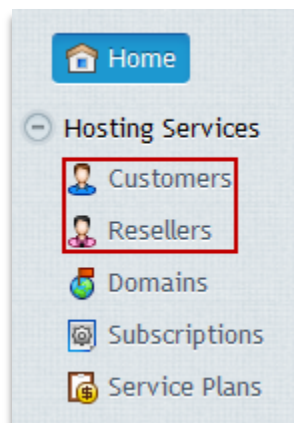 Home
Hosting Services
Customers
Resellers
Domains
Subscriptions
Service Plans